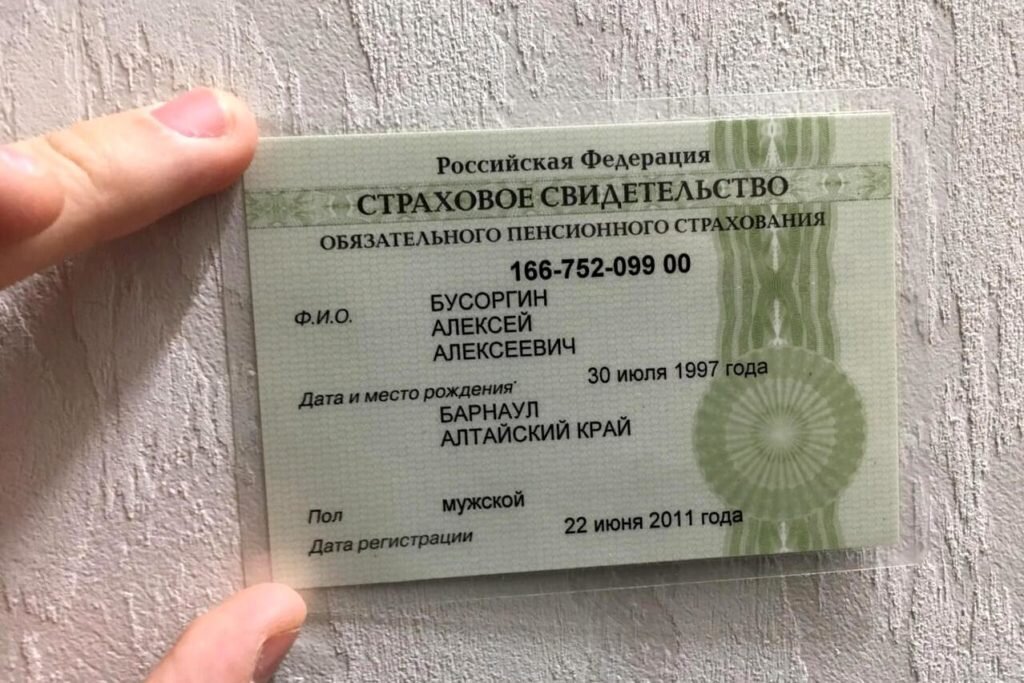 Российская Федерация
СТРАХОВОЕ СВИДЕТЕЛЬСТВО
ОБЯЗАТЕЛЬНОГО ПЕНСИОННОГО СТРАХОВАНИЯ
166-752-099 00
Ф.И.О. БУСОРГИН
АЛЕКСЕЙ
АЛЕКСЕЕВИЧ
Дата и место рождения 30 июля 1997 года
БАРНАУЛ
АЛТАЙСКИЙ КРАЙ
Пол мужской
Дата регистрации 22 июня 2011 года